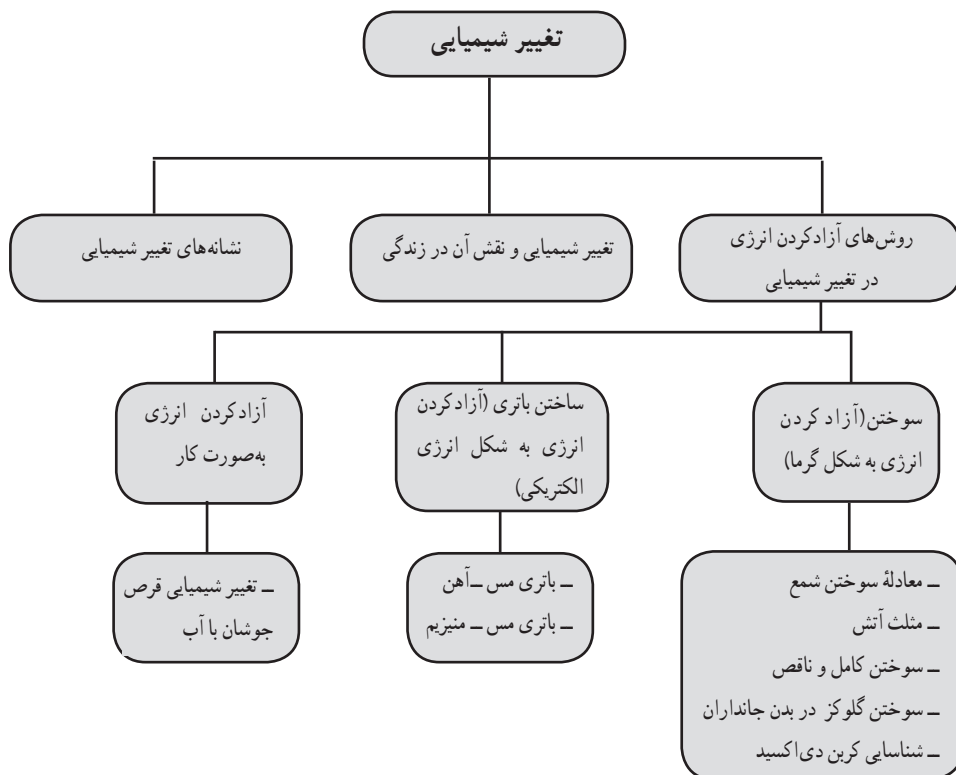 تغییر شیمیایی
روش‌های آزادکردن انرژی
در تغییر شیمیایی
تغییر شیمیایی و نقش آن در زندگی
نشانه‌های تغییر شیمیایی
سوختن(آزاد کردن
انرژی به شکل گرما)
ساختن باتری (آزادکردن
انرژی به شکل انرژی
الکتریکی)
آزادکردن انرژی
به‌صورت کار
ــ معادلهٔ سوختن شمع
ــ مثلث آتش
ــ سوختن کامل و ناقص
ــ سوختن گلوکز در بدن جانداران
ــ شناسایی کربن دی‌اکسید
ــ باتری مس ــ آهن
ــ باتری مس ــ منیزیم
ــ تغییر شیمیایی قرص
جوشان با آب